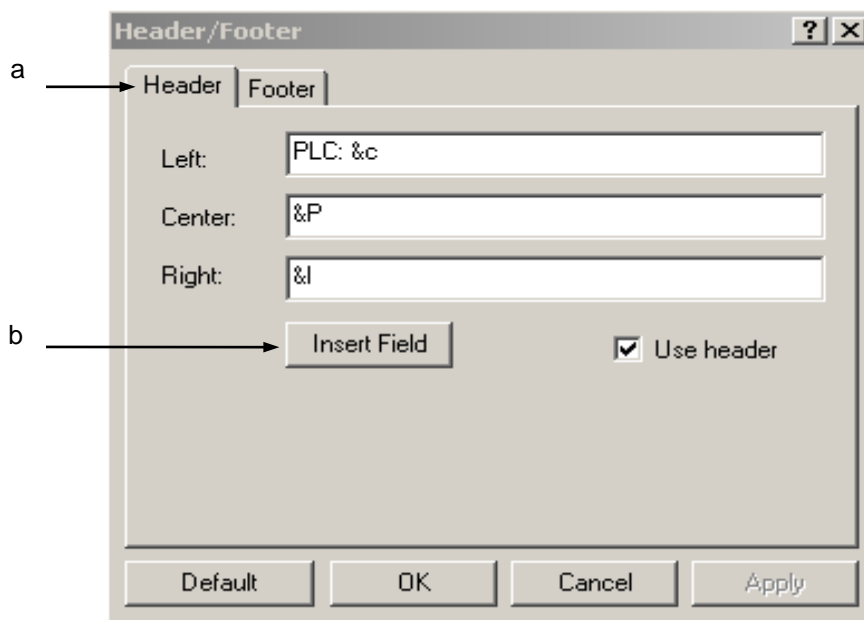 Header/Footer
a
Header Footer
Left: PLC: &c
Center: &P
Right: &l
b
Insert Field Use header
Default OK Cancel Apply